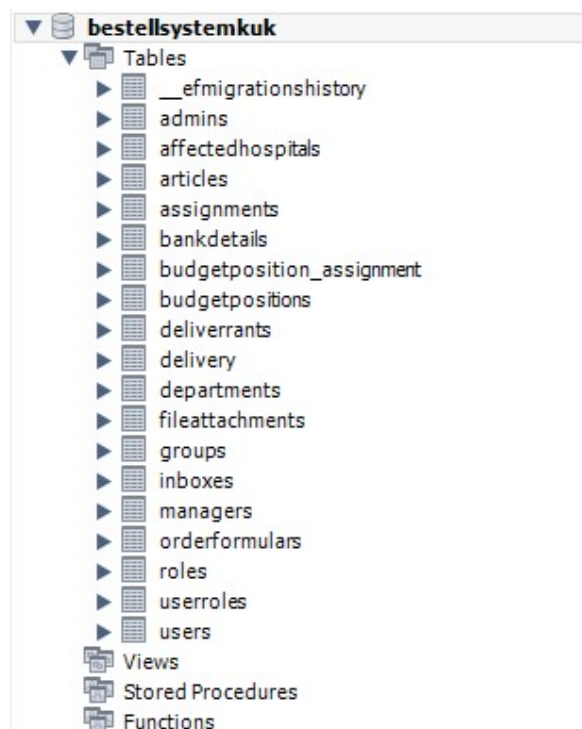 bestellsystemkuk
Tables
__efmigrationshistory
admins
affectedhospitals
articles
assignments
bankdetails
budgetposition_assignment
budgetpositions
deliverrants
delivery
departments
fileattachments
groups
inboxes
managers
orderformulars
roles
userroles
users
Views
Stored Procedures
Functions